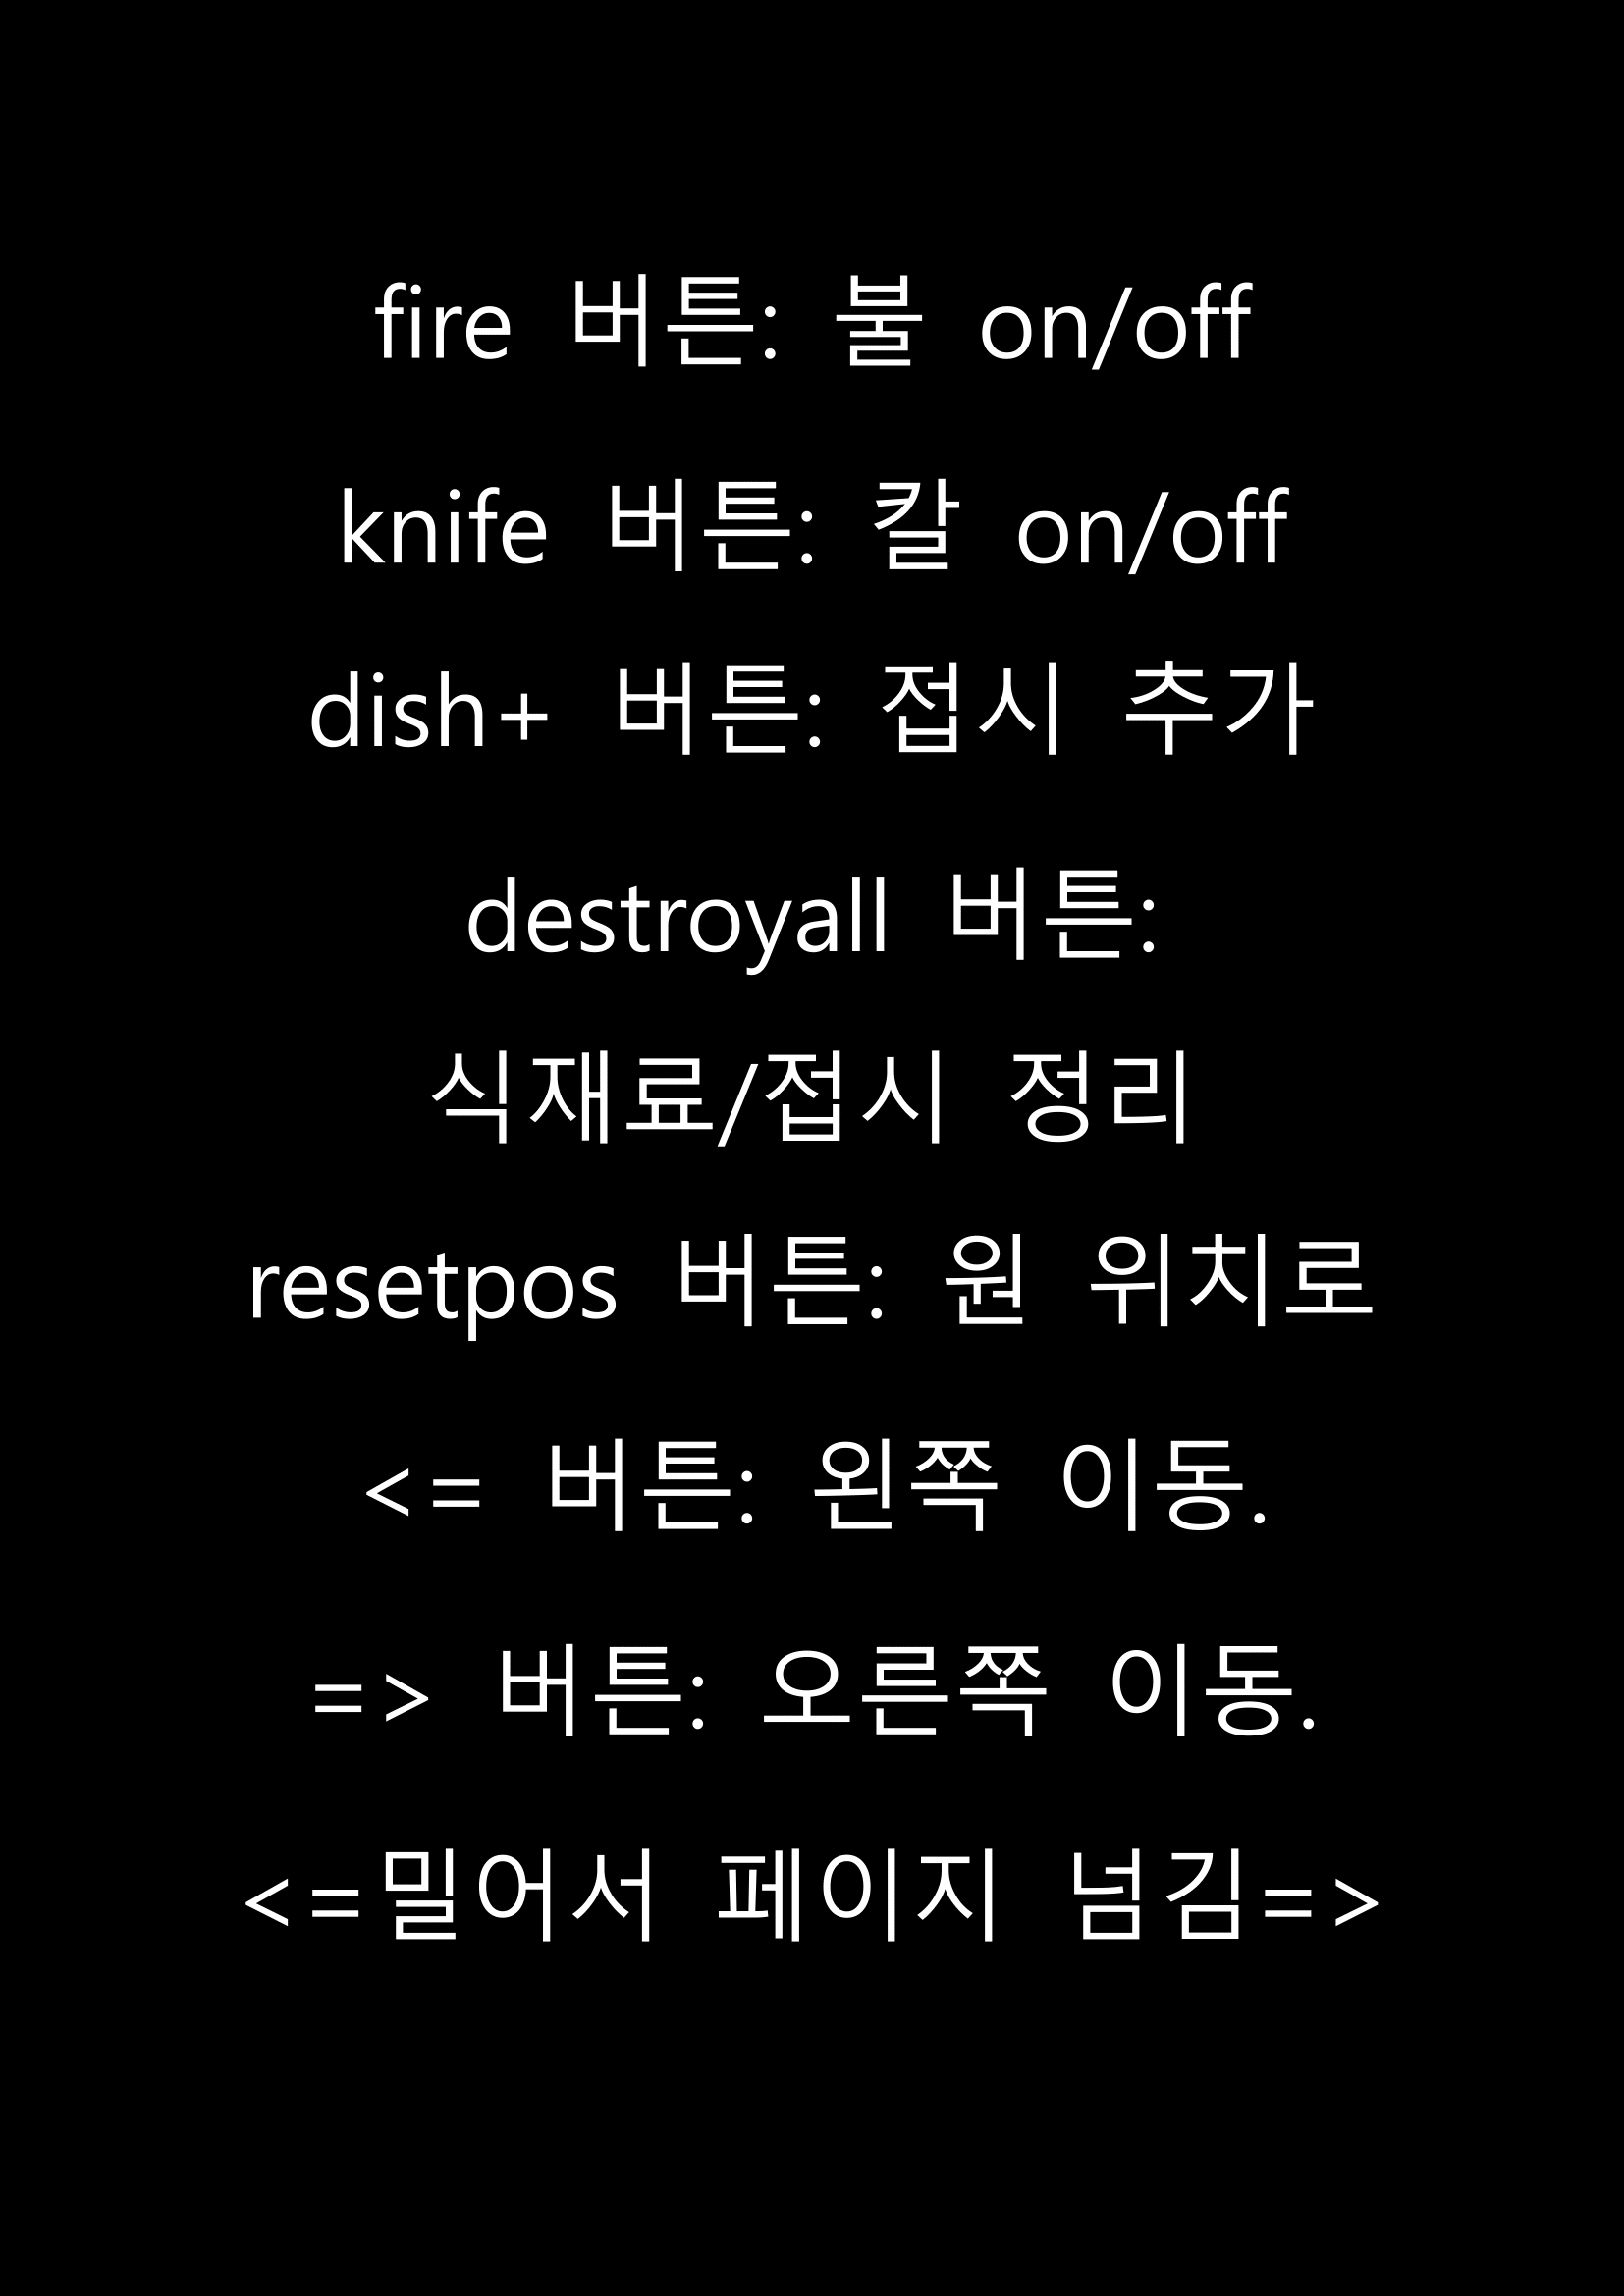 fire 버튼: 불 on/off
knife 버튼: 칼 on/off
dish+ 버튼: 접시 추가
destroyall 버튼:
식재료/접시 정리
resetpos 버튼: 원 위치로
<= 버튼: 왼쪽 이동.
=> 버튼: 오른쪽 이동.
<=밀어서 페이지 넘김=>